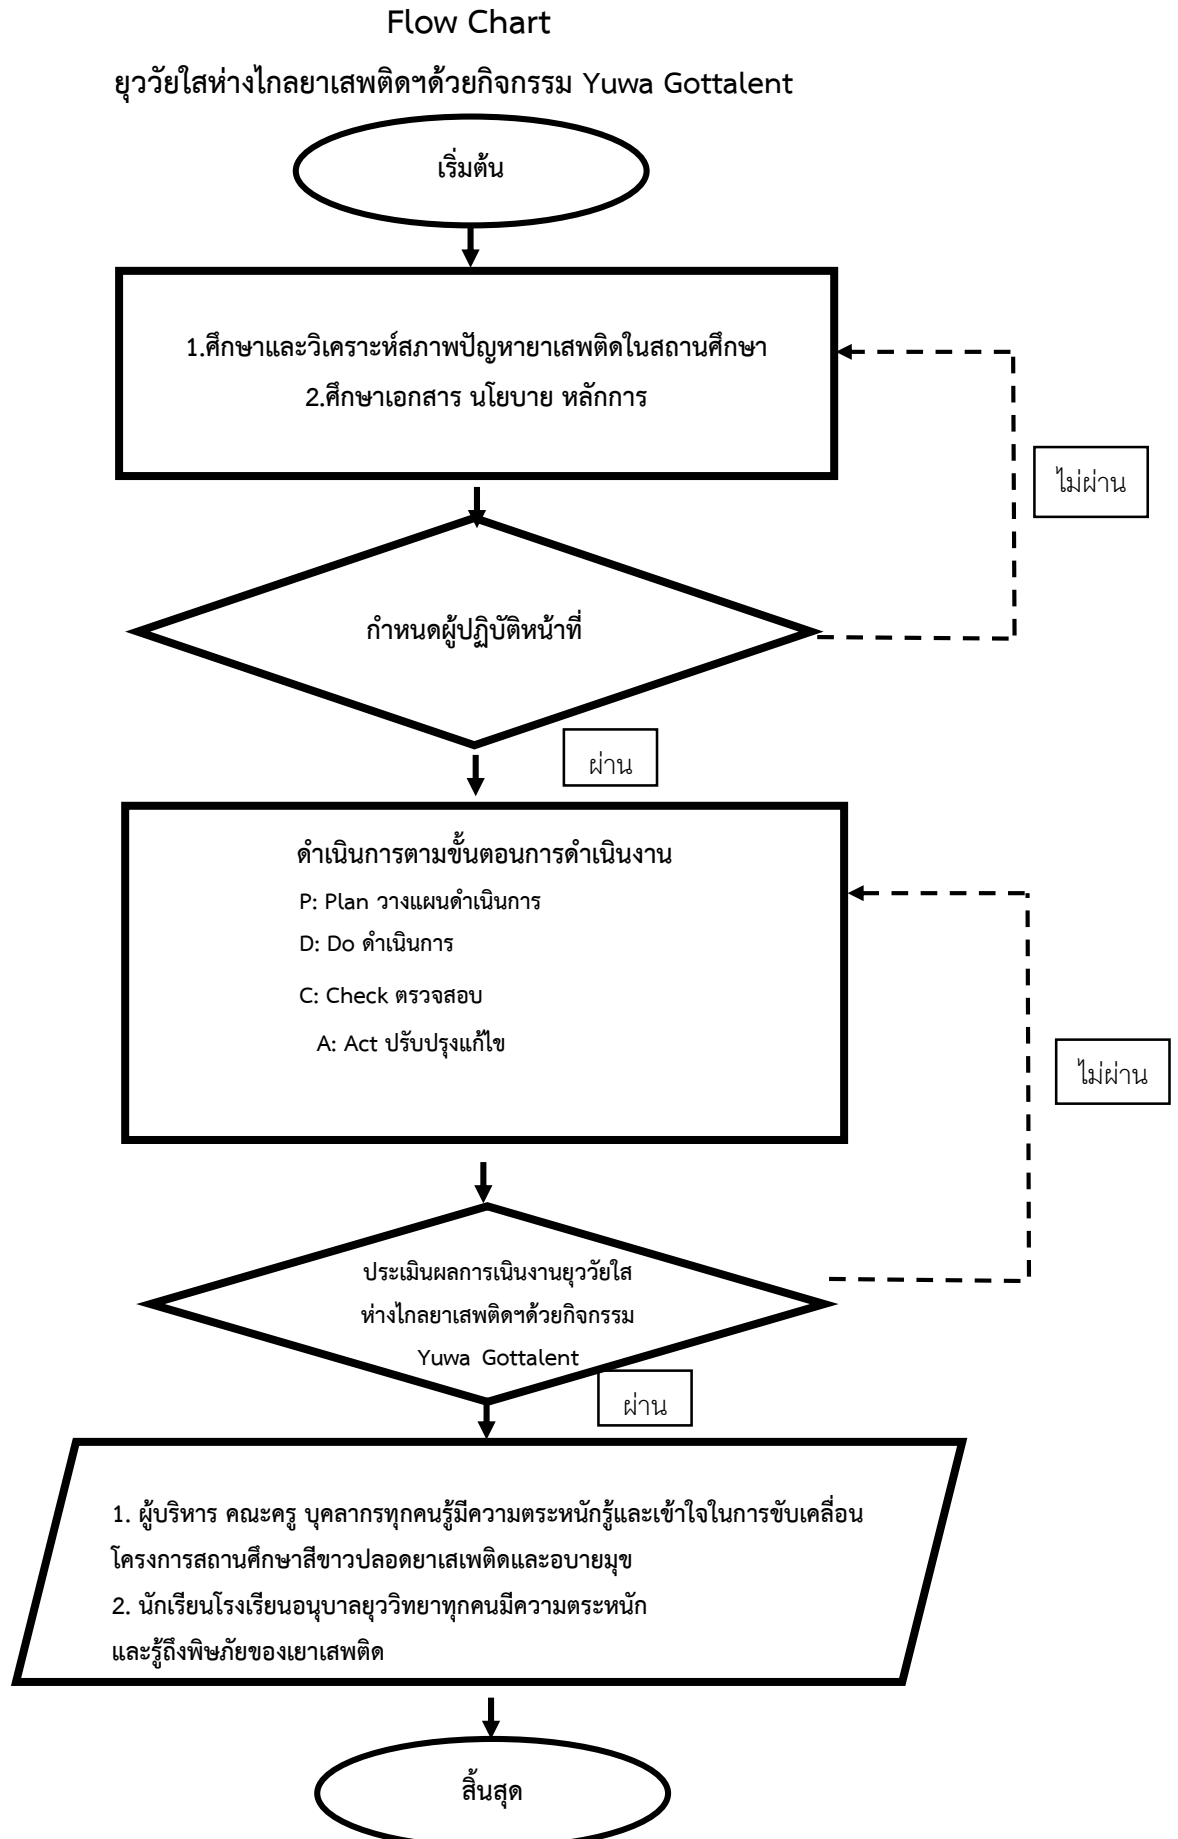 Flow Chart
ยุววัยใสห่างไกลยาเสพติดฯด้วยกิจกรรม Yuwa Gottalent
เริ่มต้น
1.ศึกษาและวิเคราะห์สภาพปัญหายาเสพติดในสถานศึกษา
2.ศึกษาเอกสาร นโยบาย หลักการ
ไม่ผ่าน
กำหนดผู้ปฏิบัติหน้าที่
ผ่าน
ดำเนินการตามขั้นตอนการดำเนินงาน
P: Plan วางแผนดำเนินการ
D: Do ดำเนินการ
C: Check ตรวจสอบ
A: Act ปรับปรุงแก้ไข
ไม่ผ่าน
ประเมินผลการเนินงานยุววัยใส
ห่างไกลยาเสพติดฯด้วยกิจกรรม
Yuwa Gottalent
ผ่าน
1. ผู้บริหาร คณะครู บุคลากรทุกคนรู้มีความตระหนักรู้และเข้าใจในการขับเคลื่อน
โครงการสถานศึกษาสีขาวปลอดยาเสเพติดและอบายมุข
2. นักเรียนโรงเรียนอนุบาลยุววิทยาทุกคนมีความตระหนัก
และรู้ถึงพิษภัยของเยาเสพติด
สิ้นสุด